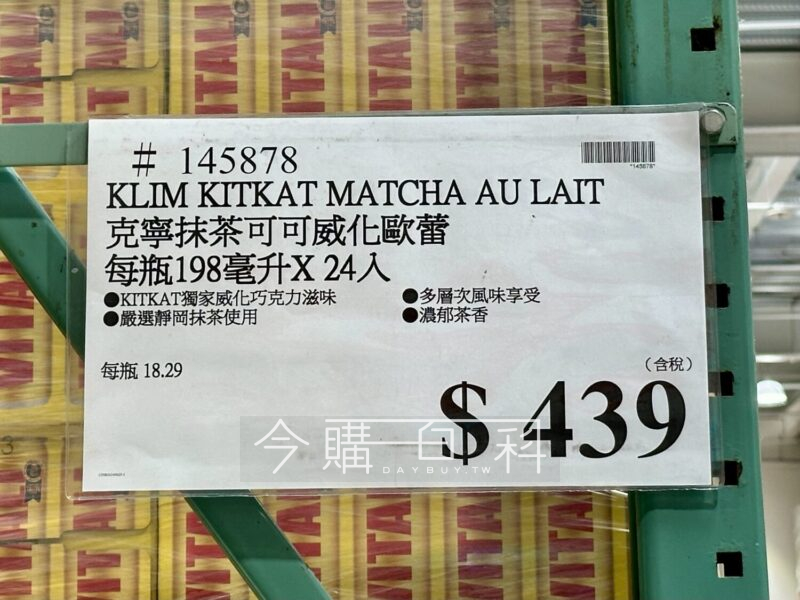 # 145878
*145878*
KLIM KITKAT MATCHA AU LAIT
克寧抹茶可可威化歐蕾
每瓶198毫升X 24入
●KITKAT獨家威化巧克力滋味
●多層次風味享受
●嚴選靜岡抹茶使用
●濃郁茶香
每瓶 18.29
(含稅)
$ 439
今購百科
DAYBUY.TW